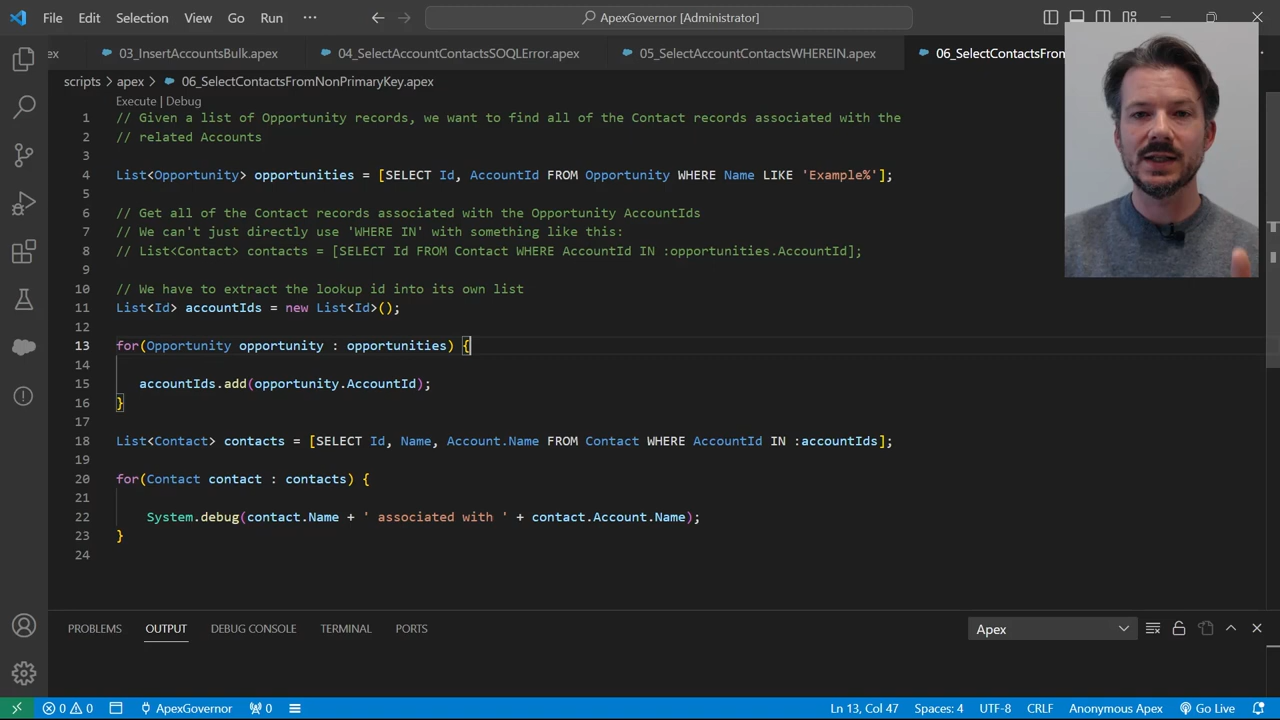 File Edit Selection View Go Run ··· ApexGovernor [Administrator]
ex 03_InsertAccountsBulk.apex 04_SelectAccountContactsSOQLError.apex 05_SelectAccountContactsWHEREIN.apex 06_SelectContactsFrom
scripts > apex > 06_SelectContactsFromNonPrimaryKey.apex
Execute | Debug
1 // Given a list of Opportunity records, we want to find all of the Contact records associated with the
2 // related Accounts
3
4 List<Opportunity> opportunities = [SELECT Id, AccountId FROM Opportunity WHERE Name LIKE 'Example%'];
5
6 // Get all of the Contact records associated with the Opportunity AccountIds
7 // We can't just directly use 'WHERE IN' with something like this:
8 // List<Contact> contacts = [SELECT Id FROM Contact WHERE AccountId IN :opportunities.AccountId];
9
10 // We have to extract the lookup id into its own list
11 List<Id> accountIds = new List<Id>();
12
13 for(Opportunity opportunity : opportunities) {
14
15 accountIds.add(opportunity.AccountId);
16 }
17
18 List<Contact> contacts = [SELECT Id, Name, Account.Name FROM Contact WHERE AccountId IN :accountIds];
19
20 for(Contact contact : contacts) {
21
22 System.debug(contact.Name + ' associated with ' + contact.Account.Name);
23 }
24
PROBLEMS OUTPUT DEBUG CONSOLE TERMINAL PORTS Apex
0 0 ApexGovernor 0 Ln 13, Col 47 Spaces: 4 UTF-8 CRLF Anonymous Apex Go Live